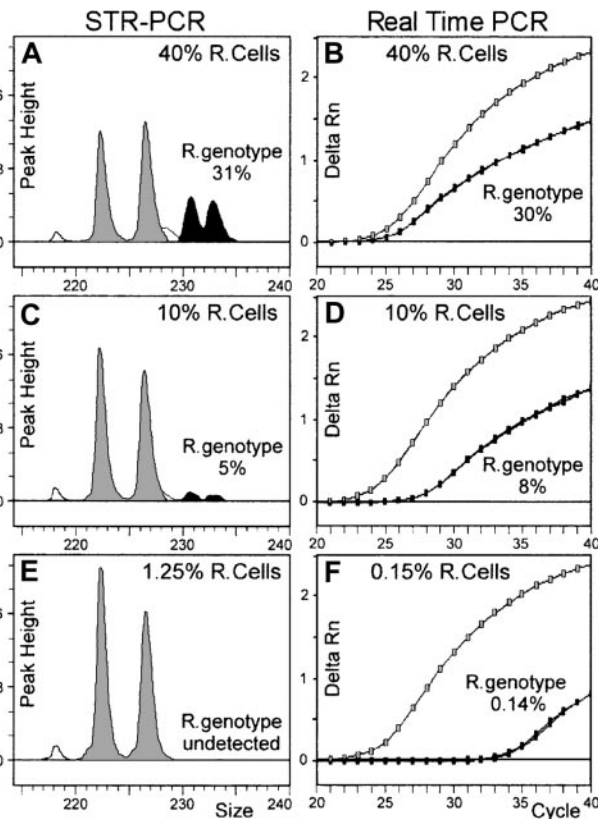 STR-PCR
Real Time PCR
A
40% R.Cells
Peak Height
R.genotype
31%
0
220
230
240
B
40% R.Cells
Delta Rn
2
1
0
R.genotype
30%
20
25
30
35
40
C
10% R.Cells
Peak Height
R.genotype
5%
0
220
230
240
D
10% R.Cells
Delta Rn
2
1
0
R.genotype
8%
20
25
30
35
40
E
1.25% R.Cells
Peak Height
R.genotype
undetected
0
220
230
240
Size
F
0.15% R.Cells
Delta Rn
2
1
0
R.genotype
0.14%
20
25
30
35
40
Cycle